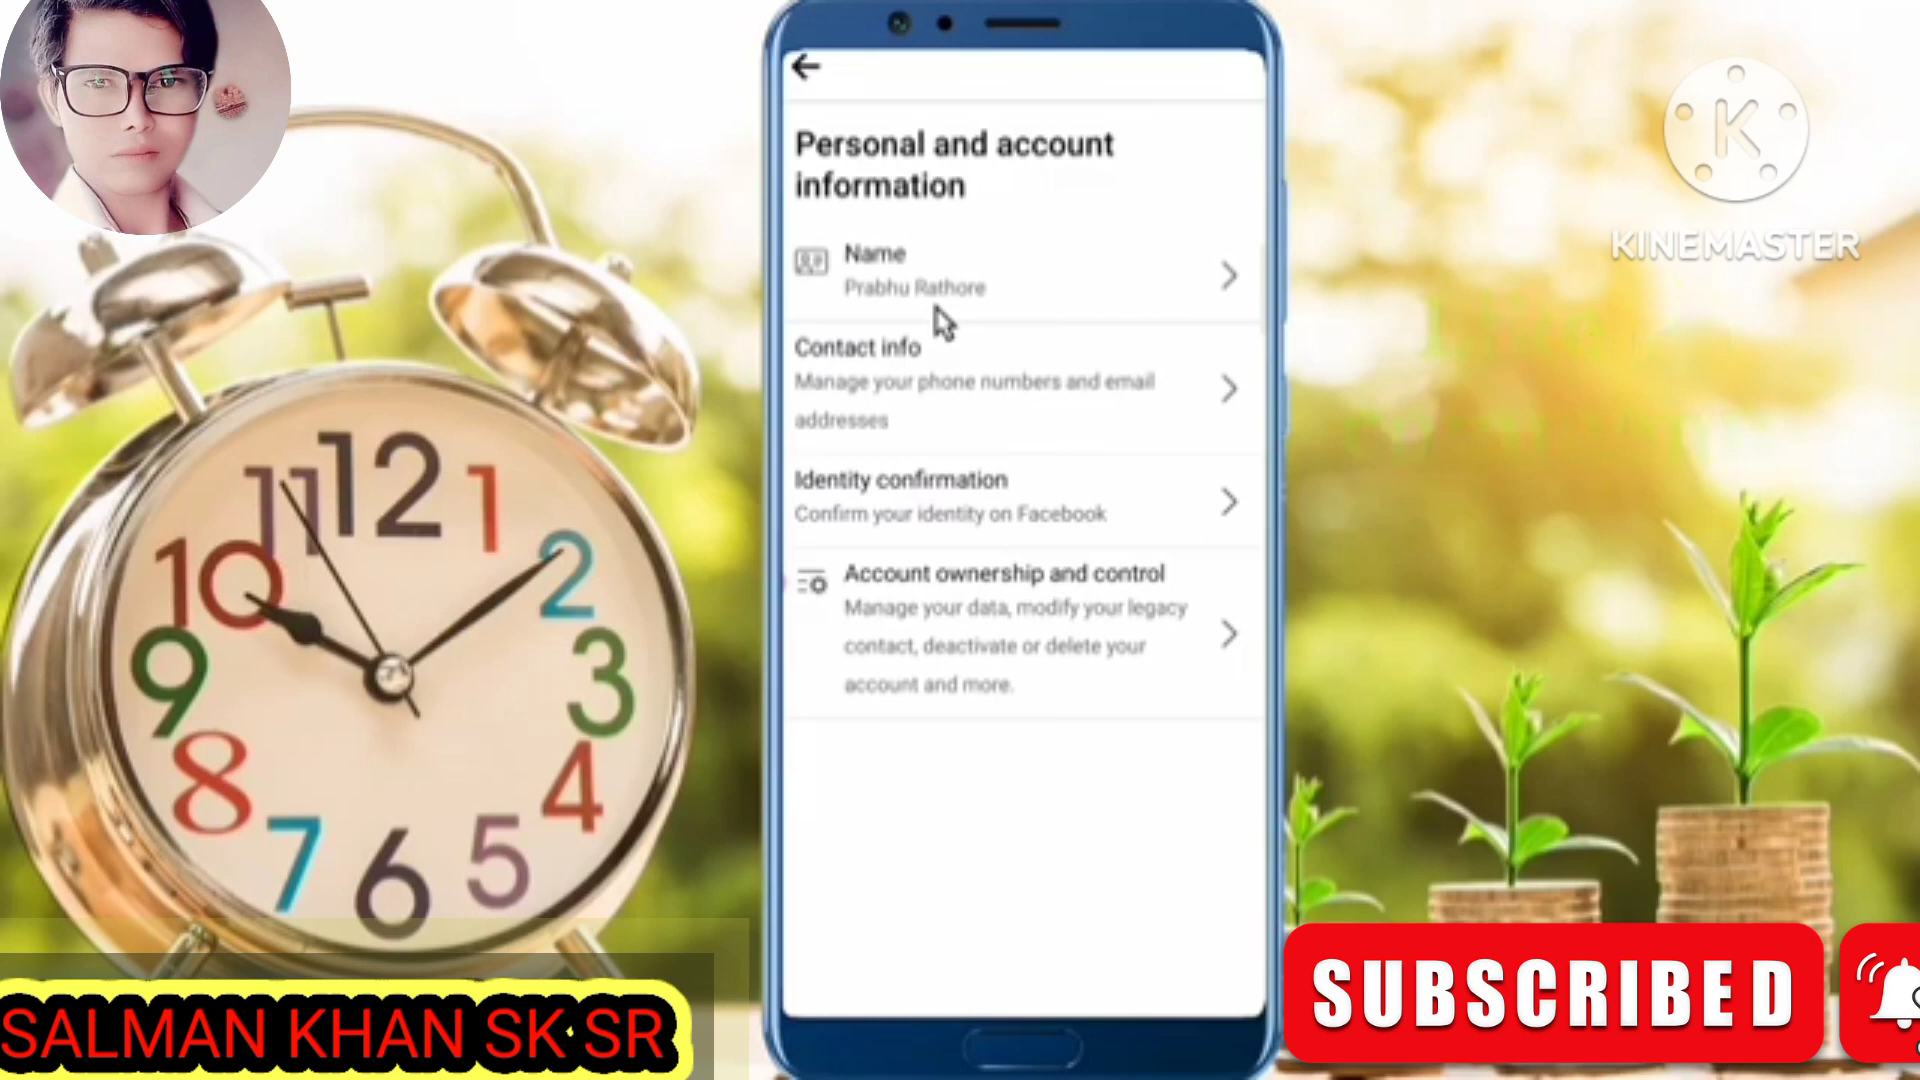 Personal and account
information
Name
Prabhu Rathore
Contact info
Manage your phone numbers and email
addresses
Identity confirmation
Confirm your identity on Facebook
Account ownership and control
Manage your data, modify your legacy
contact, deactivate or delete your
account and more.
K
KINEMASTER
12
1
2
3
4
5
6
7
8
9
10
11
SALMAN KHAN SK SR
SUBSCRIBED